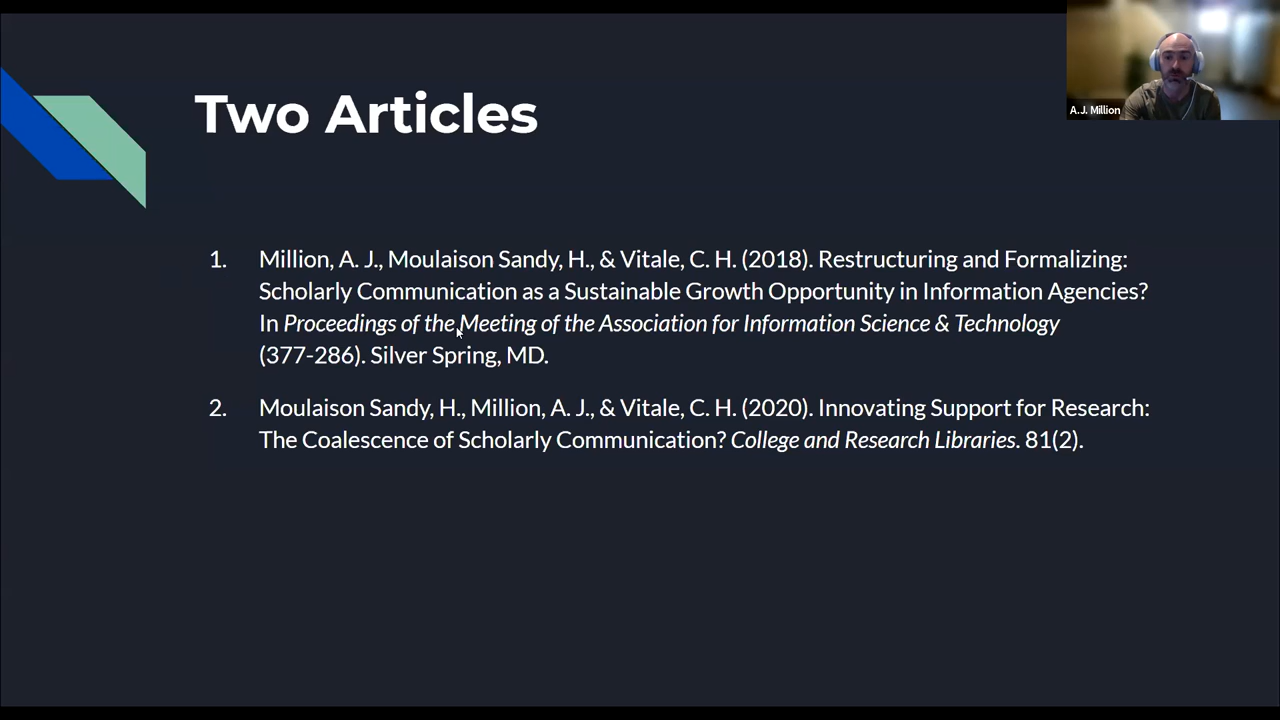 Two Articles
A.J. Million
1. Million, A. J., Moulaison Sandy, H., & Vitale, C. H. (2018). Restructuring and Formalizing:
Scholarly Communication as a Sustainable Growth Opportunity in Information Agencies?
In Proceedings of the Meeting of the Association for Information Science & Technology
(377-286). Silver Spring, MD.
2. Moulaison Sandy, H., Million, A. J., & Vitale, C. H. (2020). Innovating Support for Research:
The Coalescence of Scholarly Communication? College and Research Libraries. 81(2).